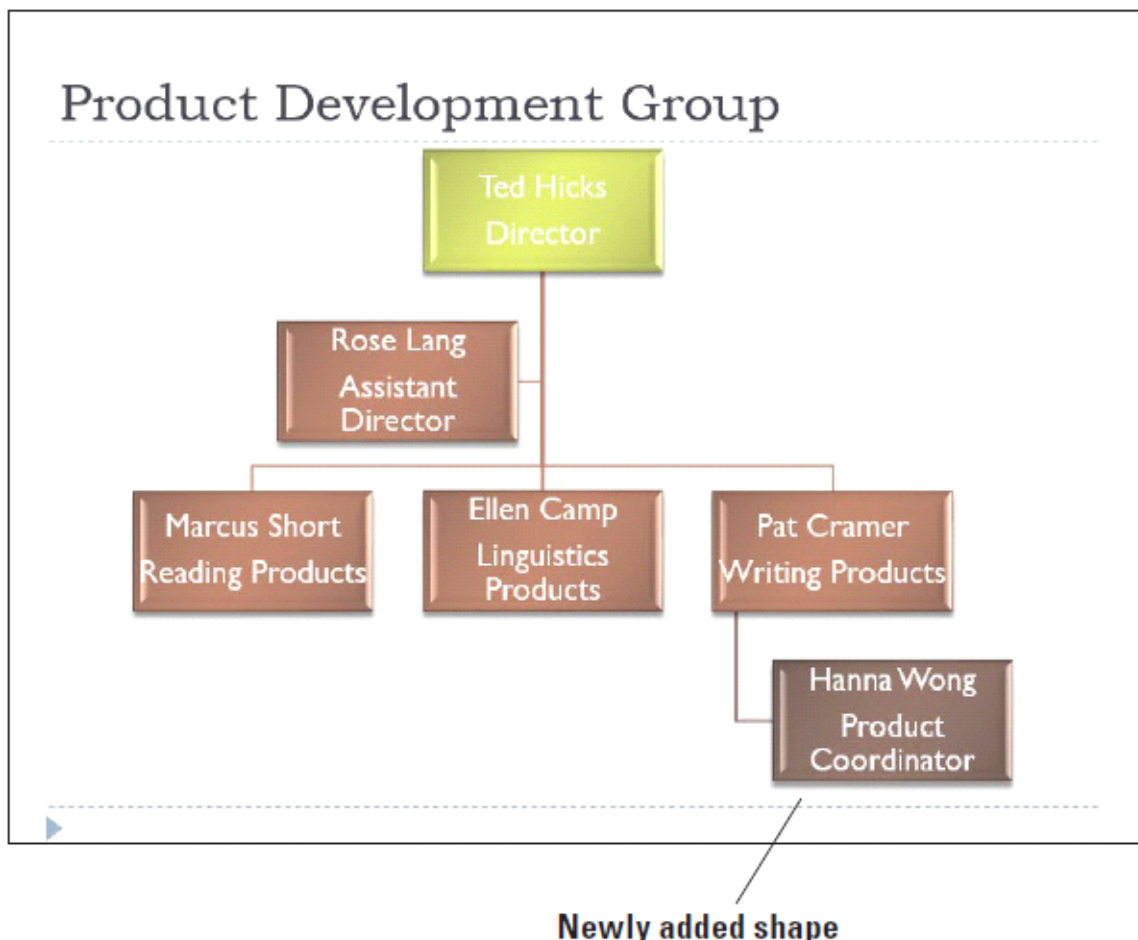 Product Development Group
Ted Hicks
Director
Rose Lang
Assistant
Director
Marcus Short
Reading Products
Ellen Camp
Linguistics
Products
Pat Cramer
Writing Products
Hanna Wong
Product
Coordinator
Newly added shape